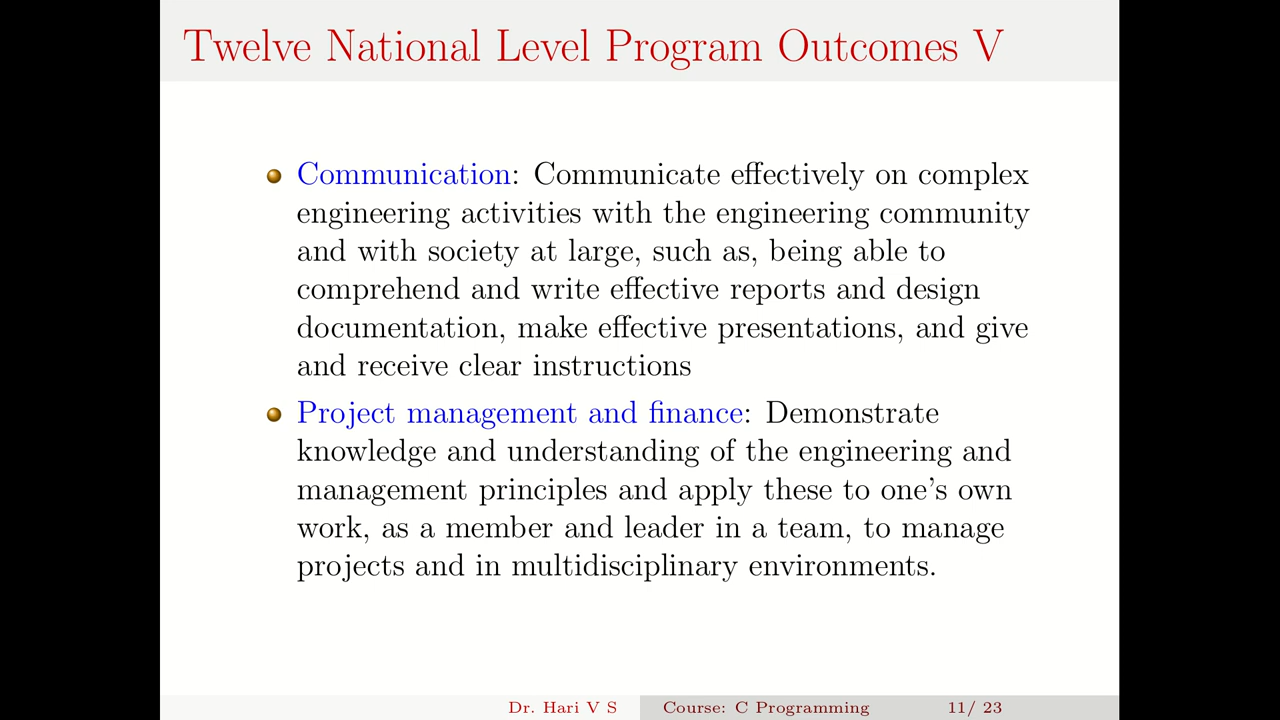 Twelve National Level Program Outcomes V
Communication: Communicate effectively on complex
engineering activities with the engineering community
and with society at large, such as, being able to
comprehend and write effective reports and design
documentation, make effective presentations, and give
and receive clear instructions
Project management and finance: Demonstrate
knowledge and understanding of the engineering and
management principles and apply these to one's own
work, as a member and leader in a team, to manage
projects and in multidisciplinary environments.
Dr. Hari V S Course: C Programming 11/ 23